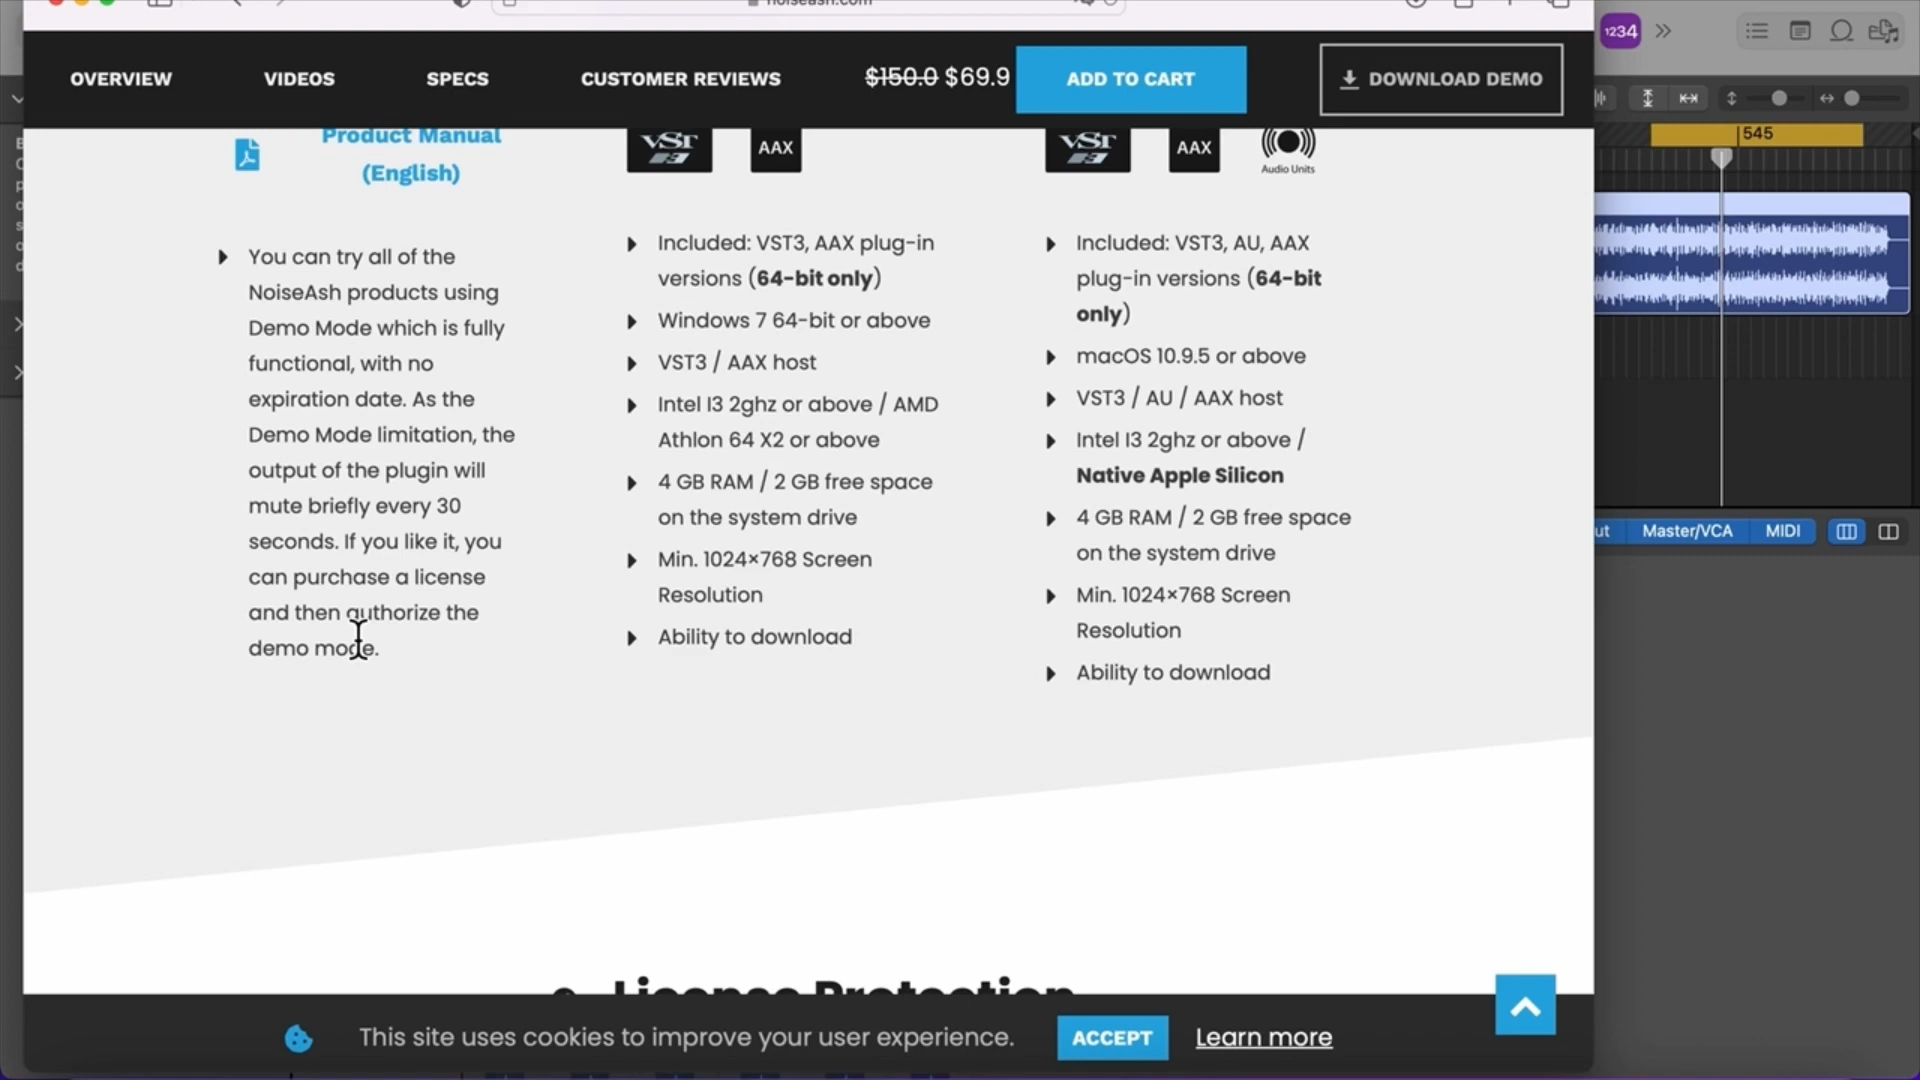 noiseash.com
OVERVIEW
VIDEOS
SPECS
CUSTOMER REVIEWS
$150.0 $69.9
ADD TO CART
DOWNLOAD DEMO
1234
545
Product Manual
(English)
You can try all of the
NoiseAsh products using
Demo Mode which is fully
functional, with no
expiration date. As the
Demo Mode limitation, the
output of the plugin will
mute briefly every 30
seconds. If you like it, you
can purchase a license
and then authorize the
demo mode.
VST
AAX
Included: VST3, AAX plug-in
versions (64-bit only)
Windows 7 64-bit or above
VST3 / AAX host
Intel I3 2ghz or above / AMD
Athlon 64 X2 or above
4 GB RAM / 2 GB free space
on the system drive
Min. 1024×768 Screen
Resolution
Ability to download
VST
AAX
Audio Units
Included: VST3, AU, AAX
plug-in versions (64-bit
only)
macOS 10.9.5 or above
VST3 / AU / AAX host
Intel I3 2ghz or above /
Native Apple Silicon
4 GB RAM / 2 GB free space
on the system drive
Min. 1024×768 Screen
Resolution
Ability to download
Master/VCA
MIDI
License Protection
This site uses cookies to improve your user experience.
ACCEPT
Learn more